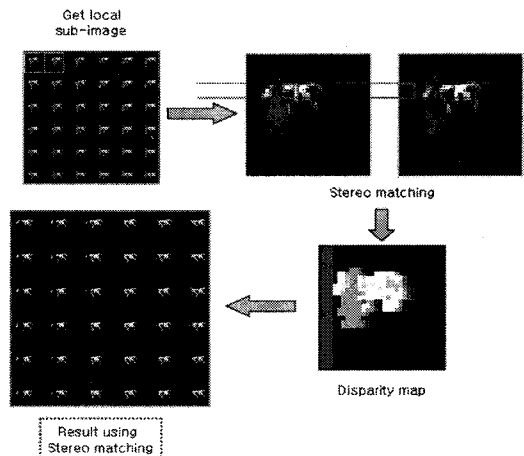 Get local
sub-image
Stereo matching
Disparity map
Result using
Stereo matching